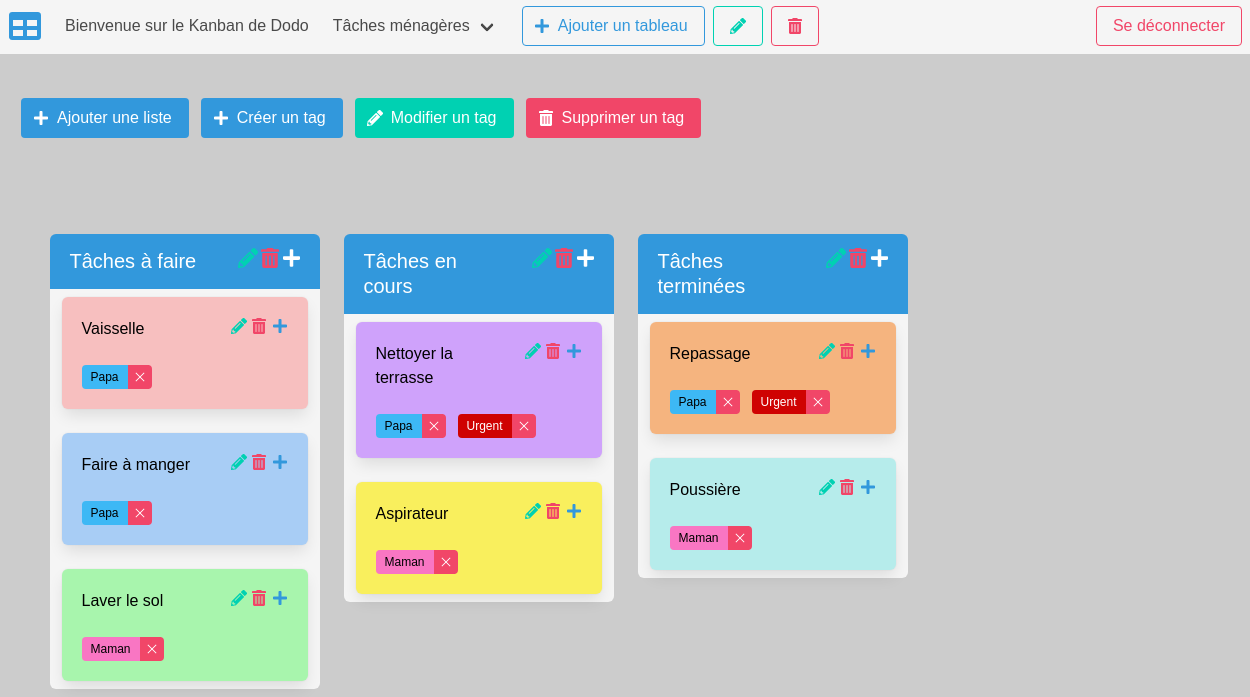 Bienvenue sur le Kanban de Dodo
Tâches ménagères
Ajouter un tableau
Se déconnecter
Ajouter une liste
Créer un tag
Modifier un tag
Supprimer un tag
Tâches à faire
Vaisselle
Papa
Faire à manger
Papa
Laver le sol
Maman
Tâches en
cours
Nettoyer la
terrasse
Papa Urgent
Aspirateur
Maman
Tâches
terminées
Repassage
Papa Urgent
Poussière
Maman